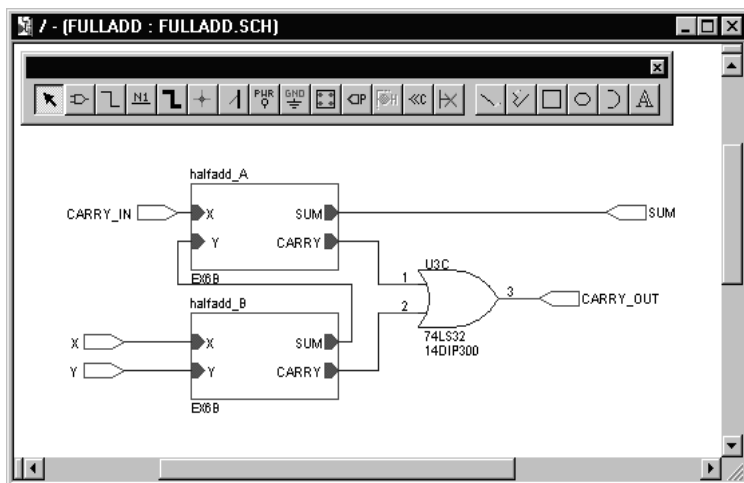 / - (FULLADD : FULLADD.SCH)
N1 PWR GND P H C A
halfadd_A
CARRY_IN X SUM SUM
Y CARRY
EX6B
U3C
1
2
3
CARRY_OUT
74LS32
14DIP300
halfadd_B
X X SUM
Y Y CARRY
EX6B